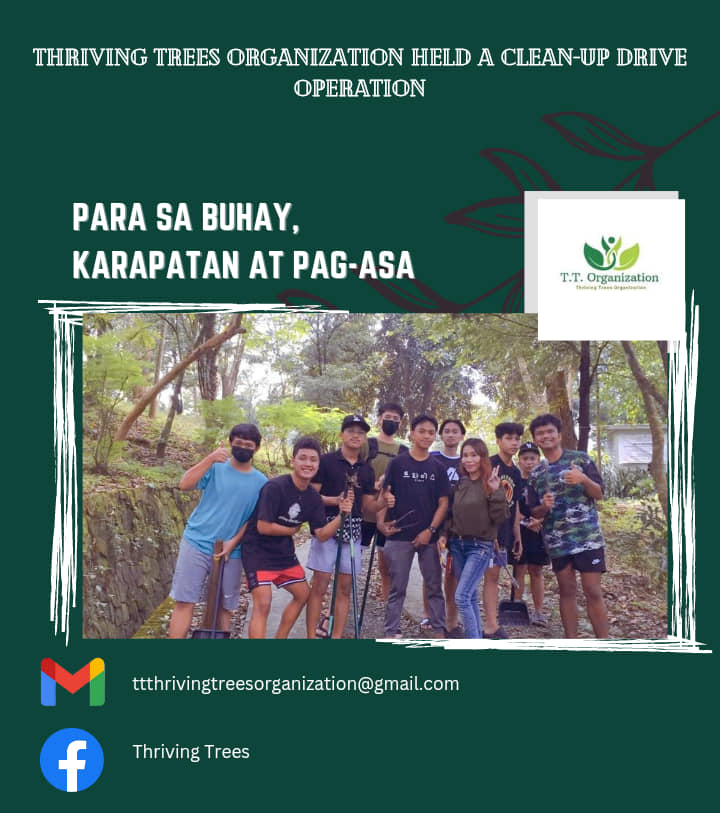 THRIVING TREES ORGANIZATION HELD A CLEAN-UP DRIVE
OPERATION
PARA SA BUHAY,
KARAPATAN AT PAG-ASA
T.T. Organization
Thriving Trees Organization
ttthrivingtreesorganization@gmail.com
Thriving Trees